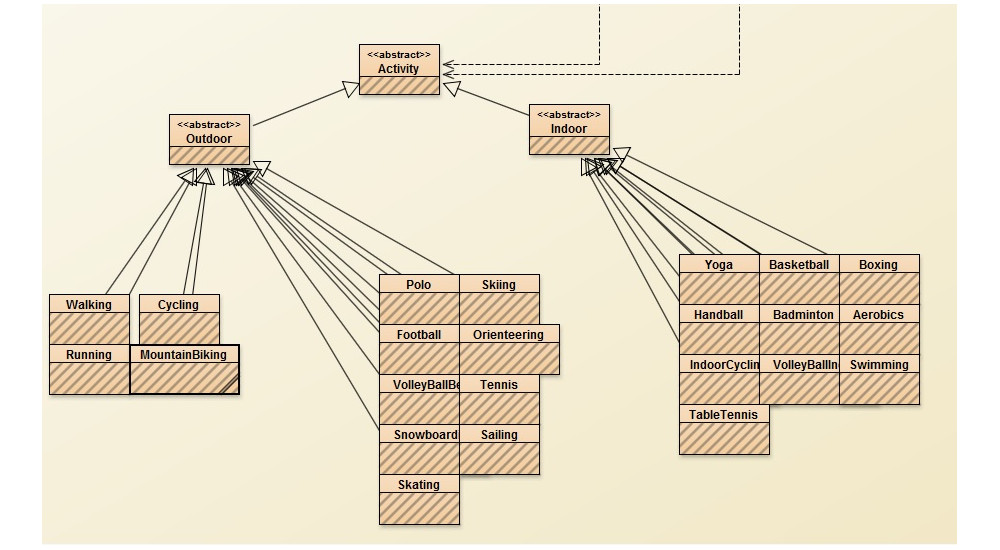 <<abstract>>
Activity
<<abstract>>
Outdoor
<<abstract>>
Indoor
Walking
Cycling
Running
MountainBiking
Polo
Skiing
Football
Orienteering
VolleyBallBe
Tennis
Snowboard
Sailing
Skating
Yoga
Basketball
Boxing
Handball
Badminton
Aerobics
IndoorCyclin
VolleyBallIn
Swimming
TableTennis